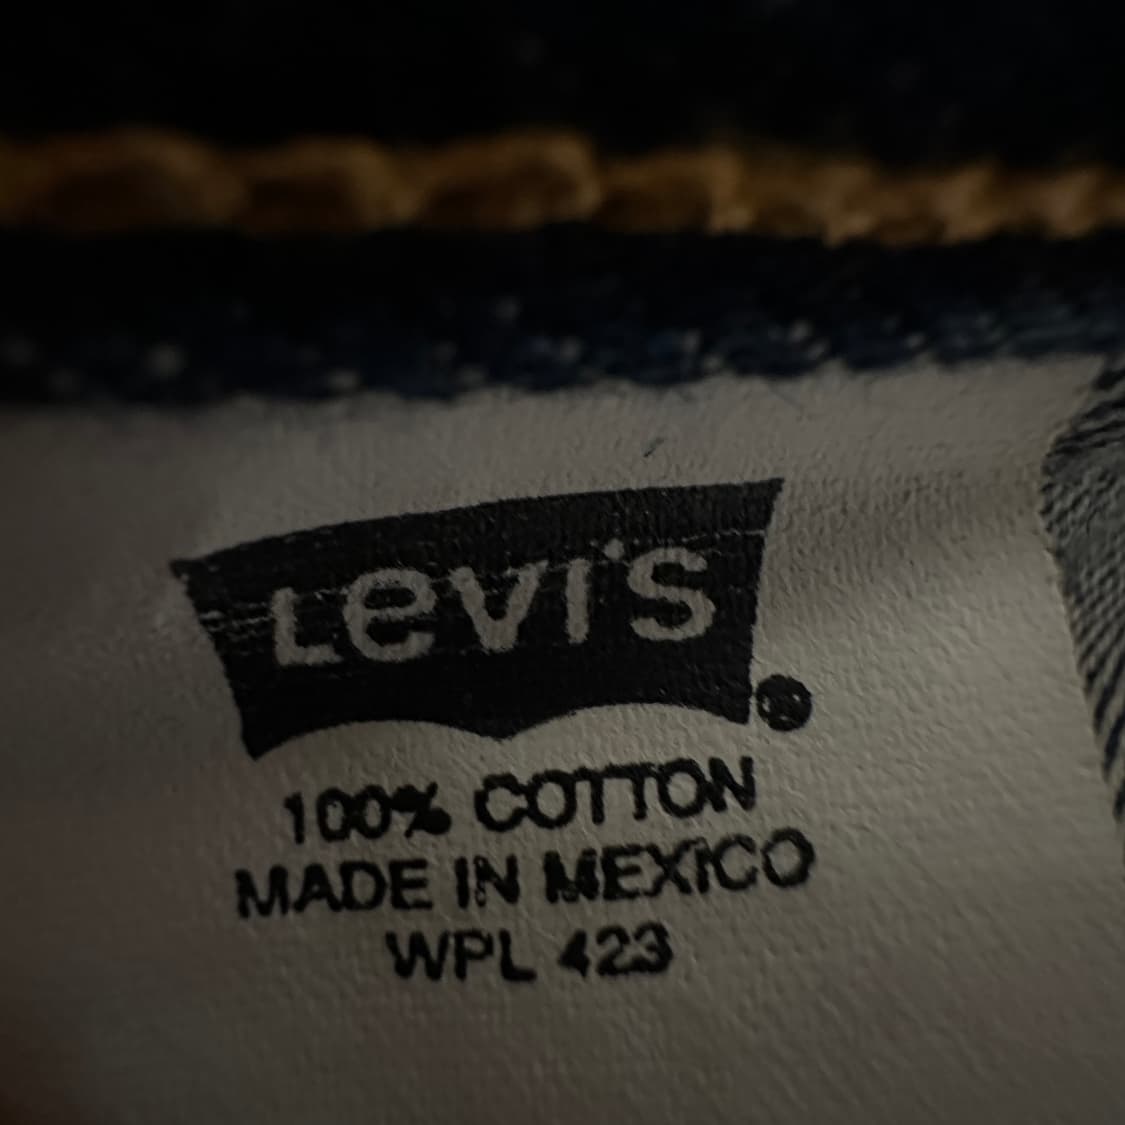 Levi's ®
100% COTTON
MADE IN MEXICO
WPL 423